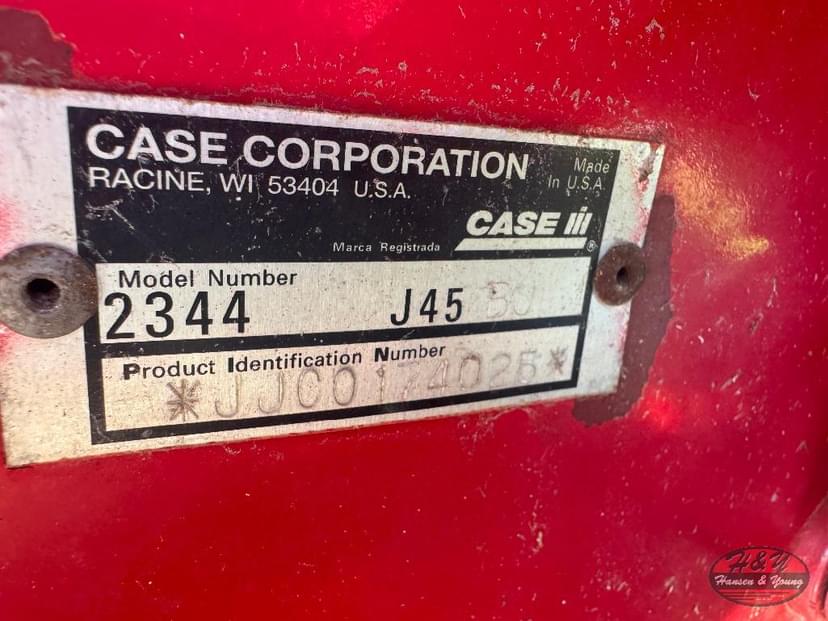 CASE CORPORATION
RACINE, WI 53404 U.S.A.
Made
In U.S.A.
CASE IH
®
Marca Registrada
Model Number
2344 J45 BU
Product Identification Number
*JJC0174025*
H&Y
Hansen & Young